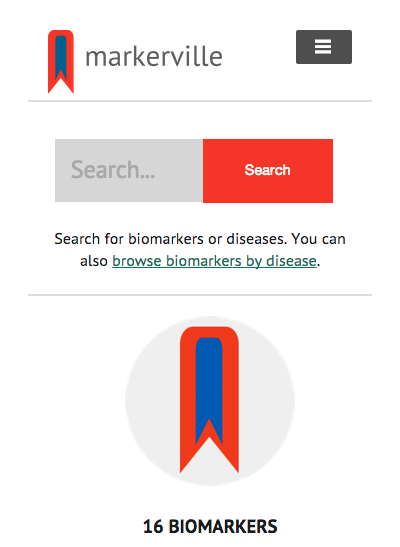 markerville
Search...
Search
Search for biomarkers or diseases. You can
also browse biomarkers by disease.
16 BIOMARKERS